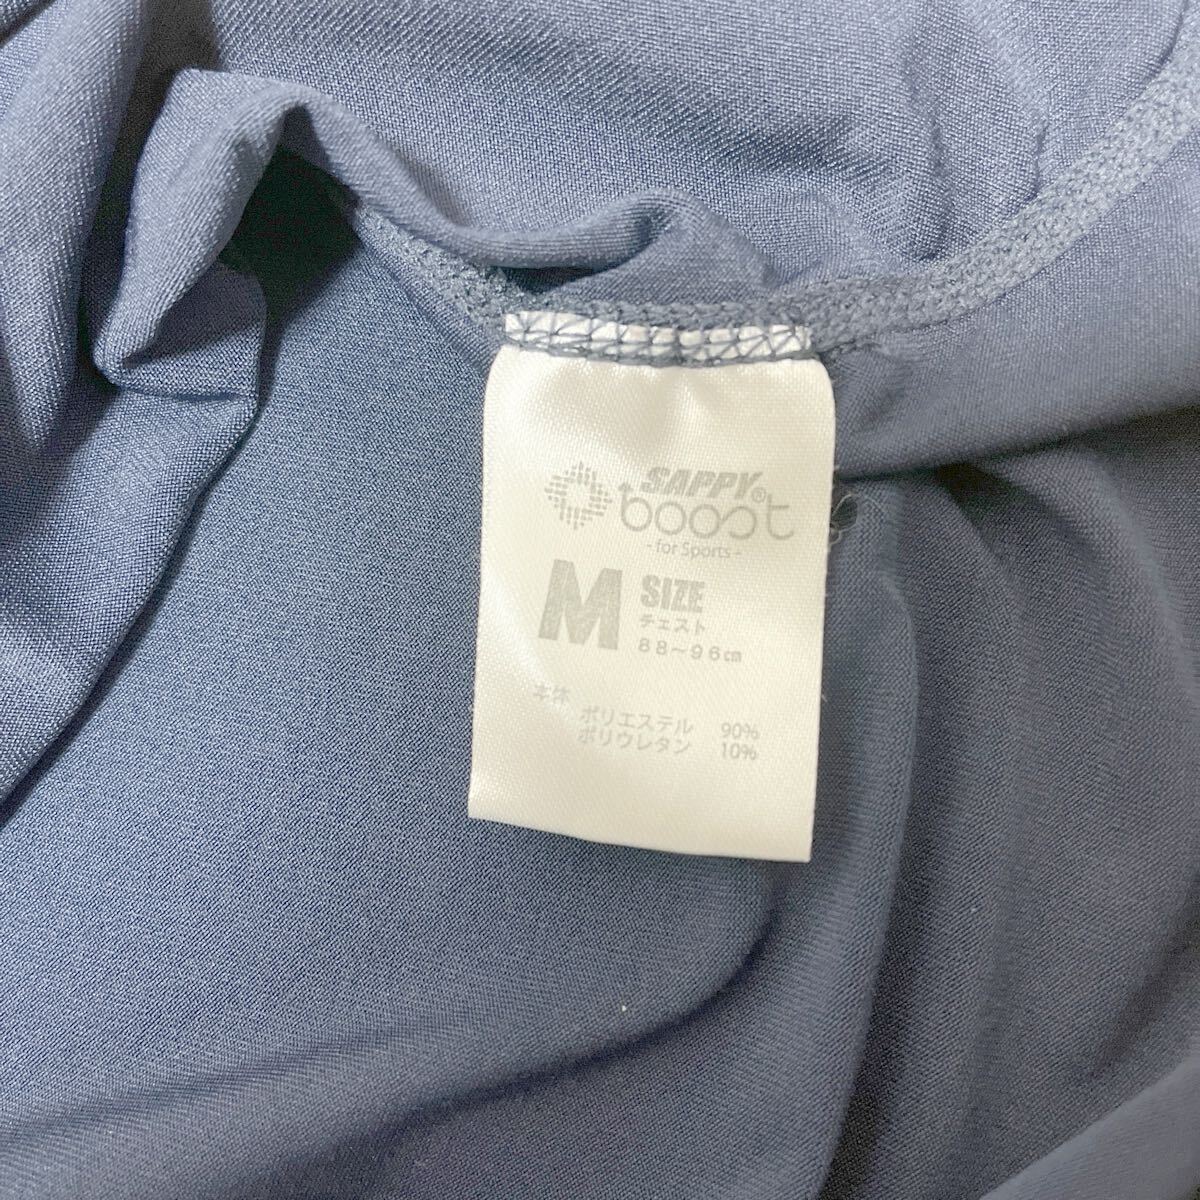 SAPPY
boost®
- for Sports -
M SIZE
チェスト
88～96㎝
本体
ポリエステル 90%
ポリウレタン 10%